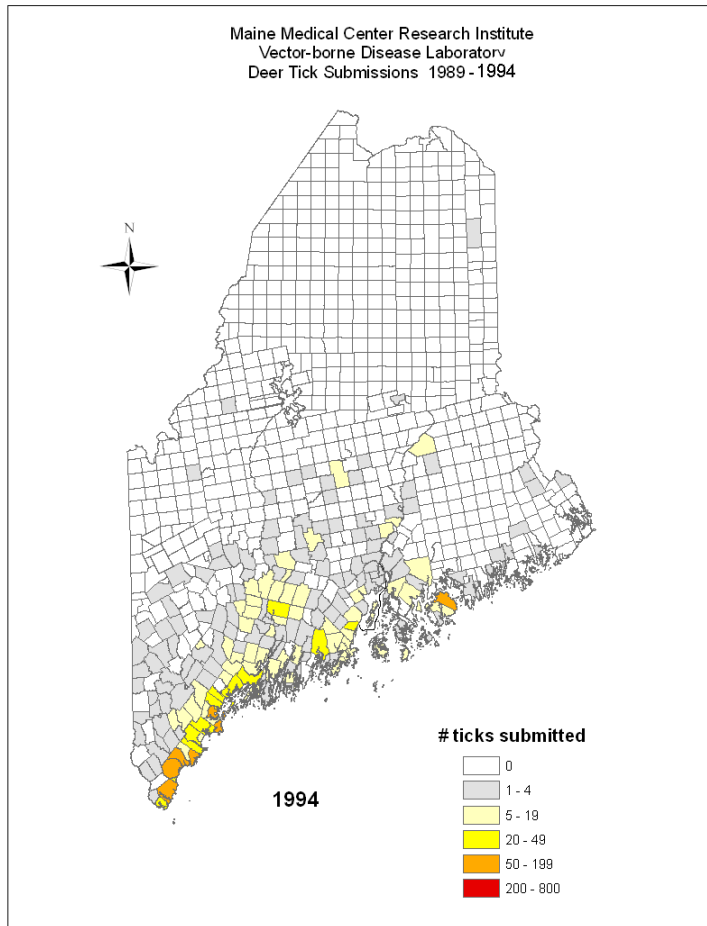 Maine Medical Center Research Institute
Vector-borne Disease Laboratory
Deer Tick Submissions 1989 - 1994
N
# ticks submitted
0
1 - 4
5 - 19
20 - 49
50 - 199
200 - 800
1994